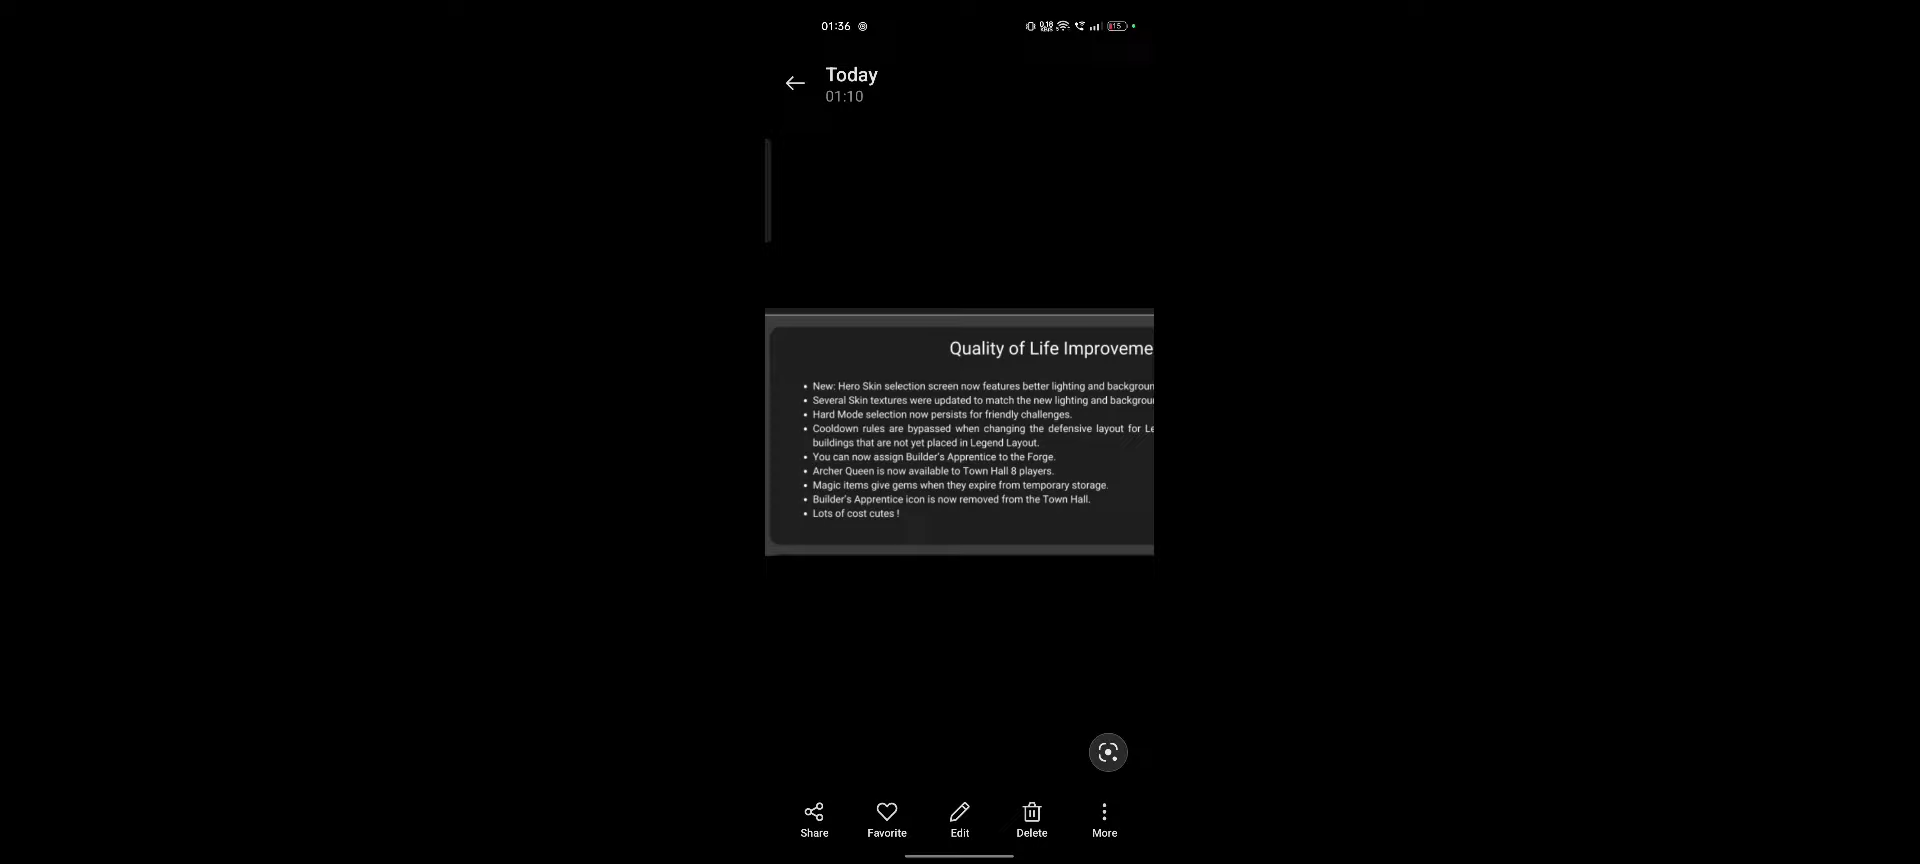 01:36
15
Today
01:10
Quality of Life Improveme
• New: Hero Skin selection screen now features better lighting and backgroun
• Several Skin textures were updated to match the new lighting and backgrou
• Hard Mode selection now persists for friendly challenges.
• Cooldown rules are bypassed when changing the defensive layout for Le
buildings that are not yet placed in Legend Layout.
• You can now assign Builder's Apprentice to the Forge.
• Archer Queen is now available to Town Hall 8 players.
• Magic items give gems when they expire from temporary storage.
• Builder's Apprentice icon is now removed from the Town Hall.
• Lots of cost cutes !
Share Favorite Edit Delete More